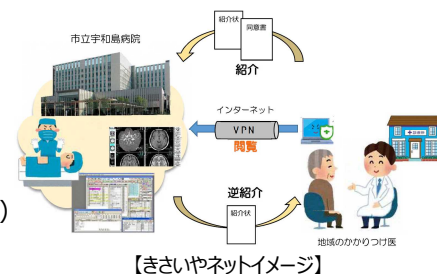 紹介状
同意書
市立宇和島病院
紹介
インターネット
VPN
閲覧
逆紹介
紹介状
地域のかかりつけ医
)
【きさいやネットイメージ】